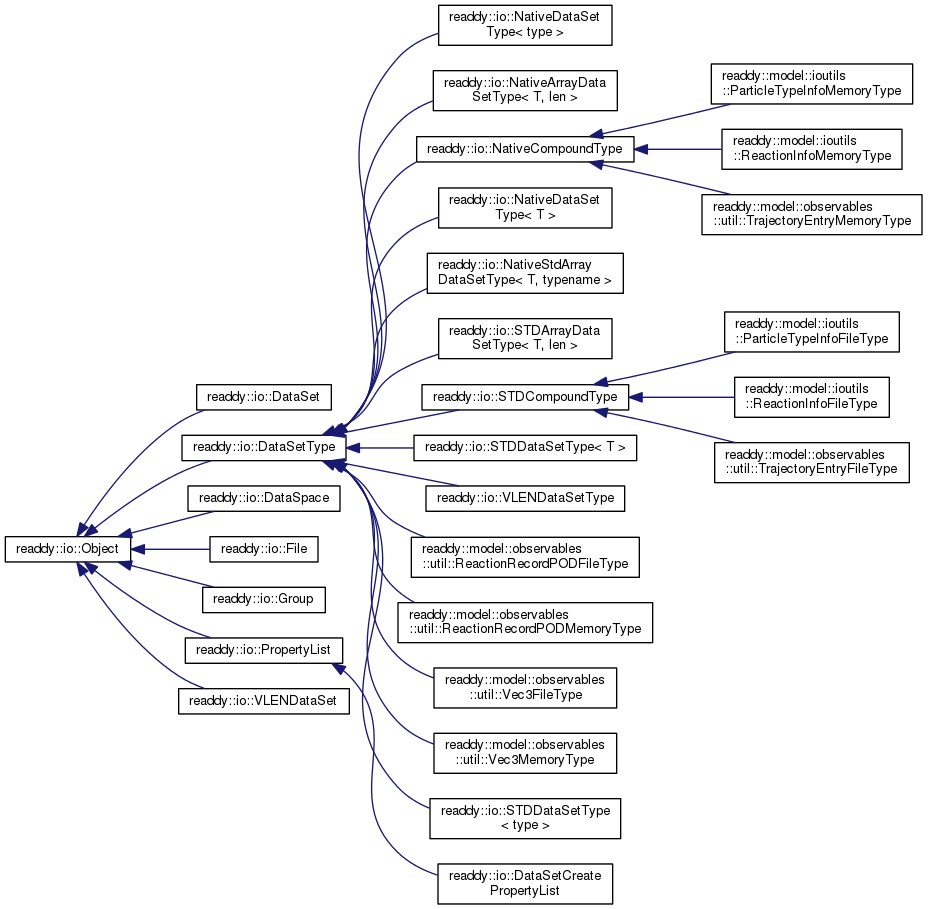 readdy::io::Object
readdy::io::DataSet
readdy::io::DataSetType
readdy::io::DataSpace
readdy::io::File
readdy::io::Group
readdy::io::PropertyList
readdy::io::VLENDataSet
readdy::io::NativeDataSet
Type< type >
readdy::io::NativeArrayData
SetType< T, len >
readdy::io::NativeCompoundType
readdy::io::NativeDataSet
Type< T >
readdy::io::NativeStdArray
DataSetType< T, typename >
readdy::io::STDArrayData
SetType< T, len >
readdy::io::STDCompoundType
readdy::io::STDDataSetType< T >
readdy::io::VLENDataSetType
readdy::model::observables
::util::ReactionRecordPODFileType
readdy::model::observables
::util::ReactionRecordPODMemoryType
readdy::model::observables
::util::Vec3FileType
readdy::model::observables
::util::Vec3MemoryType
readdy::io::STDDataSetType
< type >
readdy::io::DataSetCreate
PropertyList
readdy::model::ioutils
::ParticleTypeInfoMemoryType
readdy::model::ioutils
::ReactionInfoMemoryType
readdy::model::observables
::util::TrajectoryEntryMemoryType
readdy::model::ioutils
::ParticleTypeInfoFileType
readdy::model::ioutils
::ReactionInfoFileType
readdy::model::observables
::util::TrajectoryEntryFileType